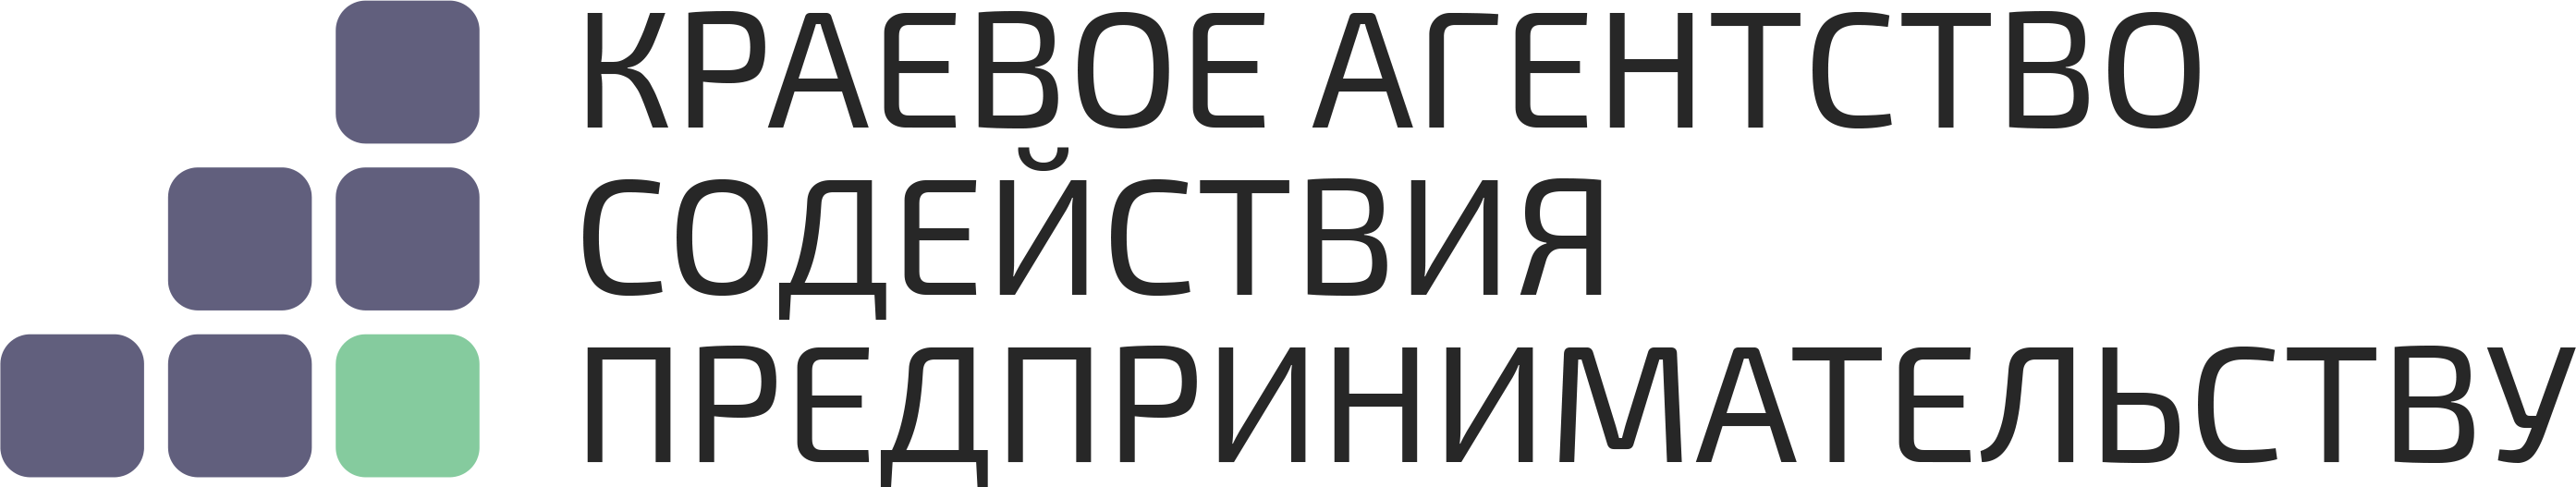 КРАЕВОЕ АГЕНТСТВО
СОДЕЙСТВИЯ
ПРЕДПРИНИМАТЕЛЬСТВУ